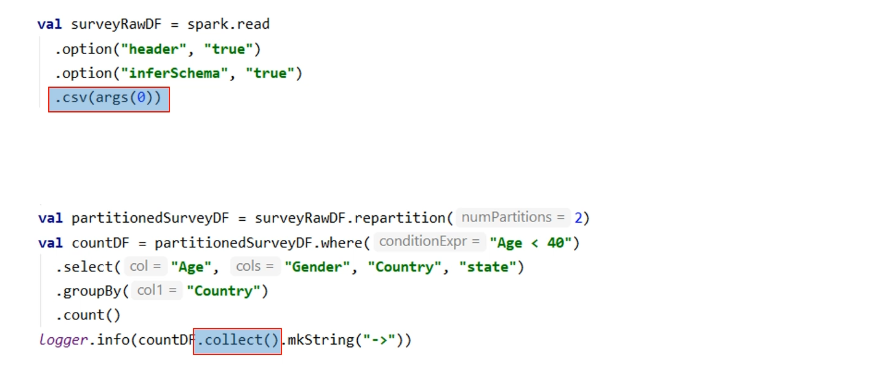 val surveyRawDF = spark.read
.option("header", "true")
.option("inferSchema", "true")
.csv(args(0))
val partitionedSurveyDF = surveyRawDF.repartition( numPartitions = 2)
val countDF = partitionedSurveyDF.where( conditionExpr = "Age < 40")
.select( col = "Age", cols = "Gender", "Country", "state")
.groupBy( col1 = "Country")
.count()
logger.info(countDF.collect().mkString("->"))